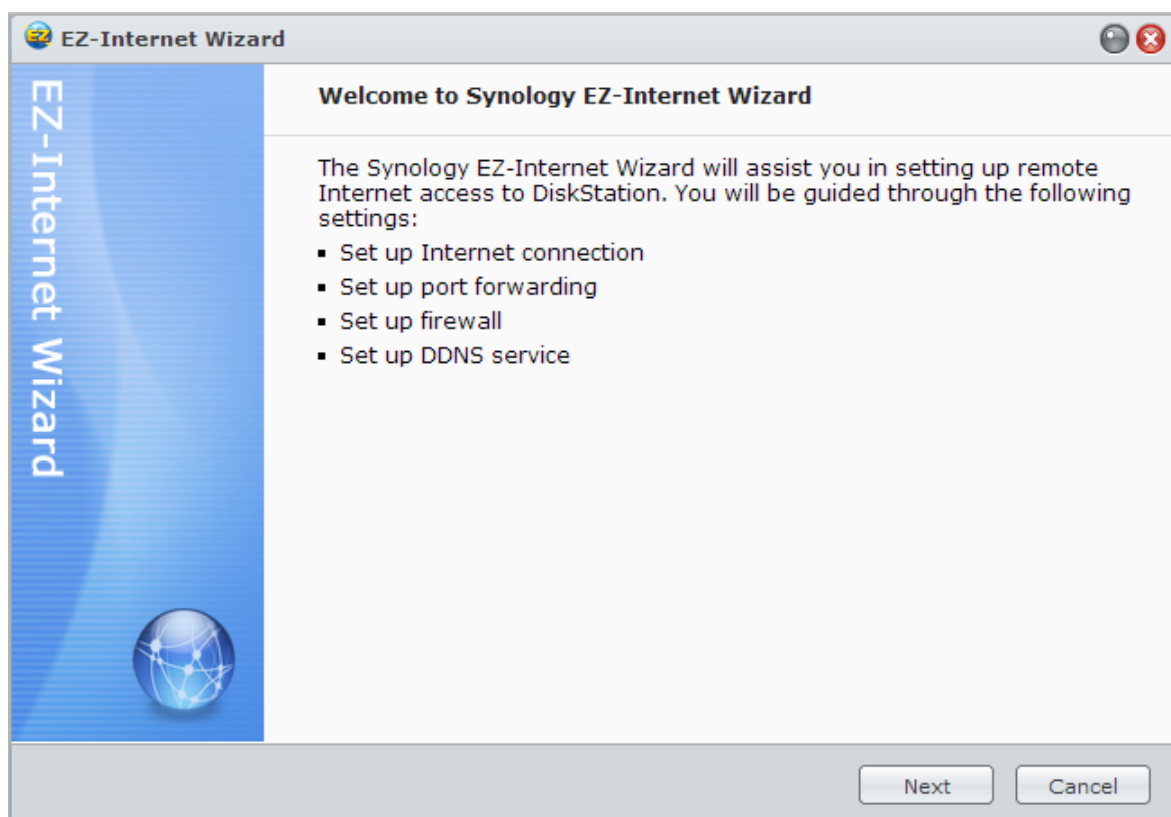 EZ-Internet Wizard
EZ-Internet Wizard
Welcome to Synology EZ-Internet Wizard
The Synology EZ-Internet Wizard will assist you in setting up remote
Internet access to DiskStation. You will be guided through the following
settings:
▪ Set up Internet connection
▪ Set up port forwarding
▪ Set up firewall
▪ Set up DDNS service
Next
Cancel